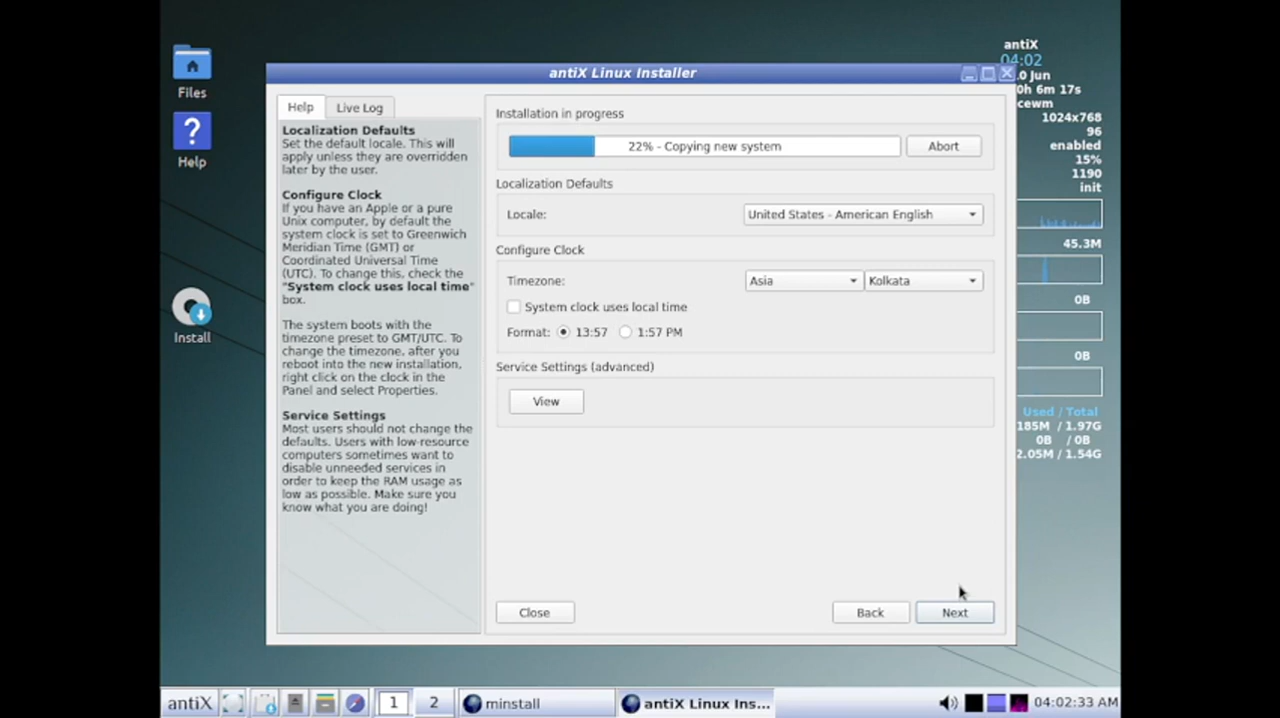 Files
Help
Install
antiX
04:02
.0 Jun
0h 6m 17s
cewm
1024x768
96
enabled
15%
1190
init
45.3M
0B
0B
Used / Total
185M / 1.97G
0B / 0B
2.05M / 1.54G
antiX Linux Installer
Help
Live Log
Localization Defaults
Set the default locale. This will
apply unless they are overridden
later by the user.
Configure Clock
If you have an Apple or a pure
Unix computer, by default the
system clock is set to Greenwich
Meridian Time (GMT) or
Coordinated Universal Time
(UTC). To change this, check the
"System clock uses local time"
box.
The system boots with the
timezone preset to GMT/UTC. To
change the timezone, after you
reboot into the new installation,
right click on the clock in the
Panel and select Properties.
Service Settings
Most users should not change the
defaults. Users with low-resource
computers sometimes want to
disable unneeded services in
order to keep the RAM usage as
low as possible. Make sure you
know what you are doing!
Installation in progress
22% - Copying new system
Abort
Localization Defaults
Locale:
United States - American English
Configure Clock
Timezone:
Asia
Kolkata
System clock uses local time
Format: 13:57 1:57 PM
Service Settings (advanced)
View
Close
Back
Next
antiX
1
2
minstall
antiX Linux Ins...
04:02:33 AM